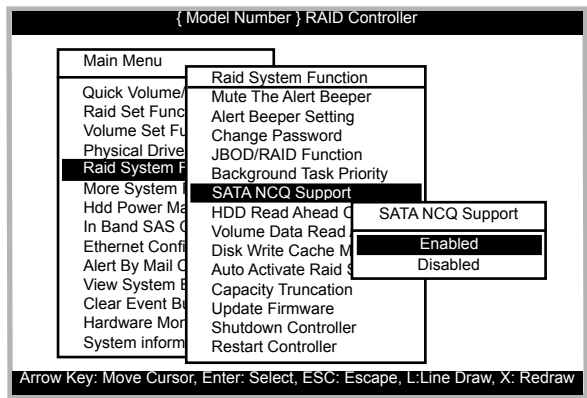 { Model Number } RAID Controller
Main Menu
Quick Volume/
Raid Set Func
Volume Set Fu
Physical Drive
Raid System F
More System
Hdd Power Ma
In Band SAS
Ethernet Confi
Alert By Mail C
View System E
Clear Event Bu
Hardware Mon
System inform
Raid System Function
Mute The Alert Beeper
Alert Beeper Setting
Change Password
JBOD/RAID Function
Background Task Priority
SATA NCQ Support
HDD Read Ahead C
Volume Data Read
Disk Write Cache M
Auto Activate Raid S
Capacity Truncation
Update Firmware
Shutdown Controller
Restart Controller
SATA NCQ Support
Enabled
Disabled
Arrow Key: Move Cursor, Enter: Select, ESC: Escape, L:Line Draw, X: Redraw